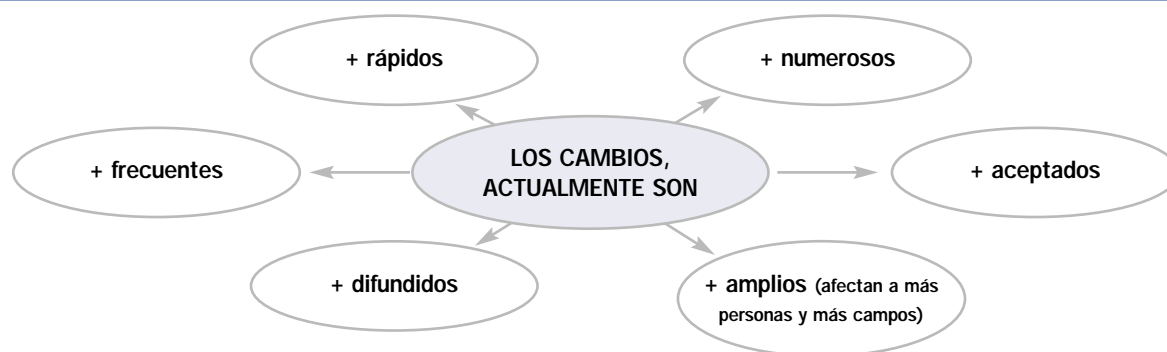 + rápidos
+ numerosos
+ frecuentes
LOS CAMBIOS,
ACTUALMENTE SON
+ aceptados
+ difundidos
+ amplios (afectan a más
personas y más campos)